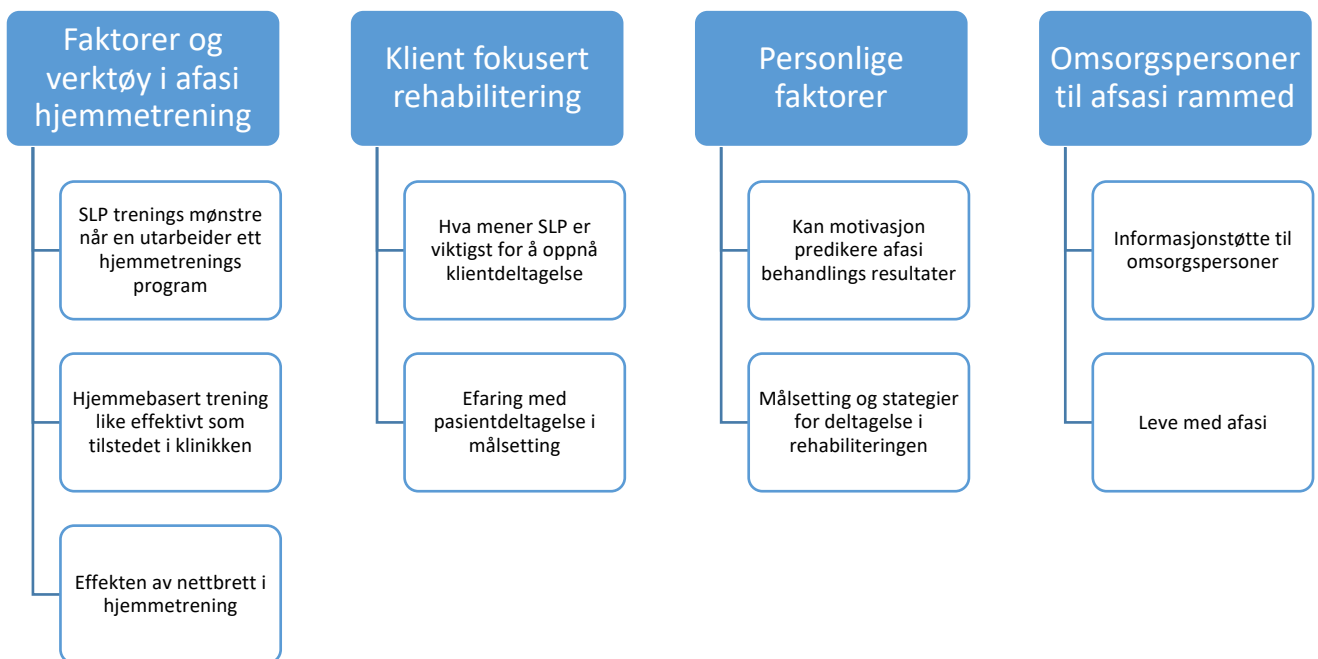 Faktorer og
verktøy i afasi
hjemmetrening
SLP trenings mønstre
når en utarbeider ett
hjemmetrenings
program
Hjemmebasert trening
like effektivt som
tilstedet i klinikken
Effekten av nettbrett i
hjemmetrening
Klient fokusert
rehabilitering
Hva mener SLP er
viktigst for å oppnå
klientdeltagelse
Efaring med
pasientdeltagelse i
målsetting
Personlige
faktorer
Kan motivasjon
predikere afasi
behandlings resultater
Målsetting og stategier
for deltagelse i
rehabiliteringen
Omsorgspersoner
til afsasi rammed
Informasjonstøtte til
omsorgspersoner
Leve med afasi